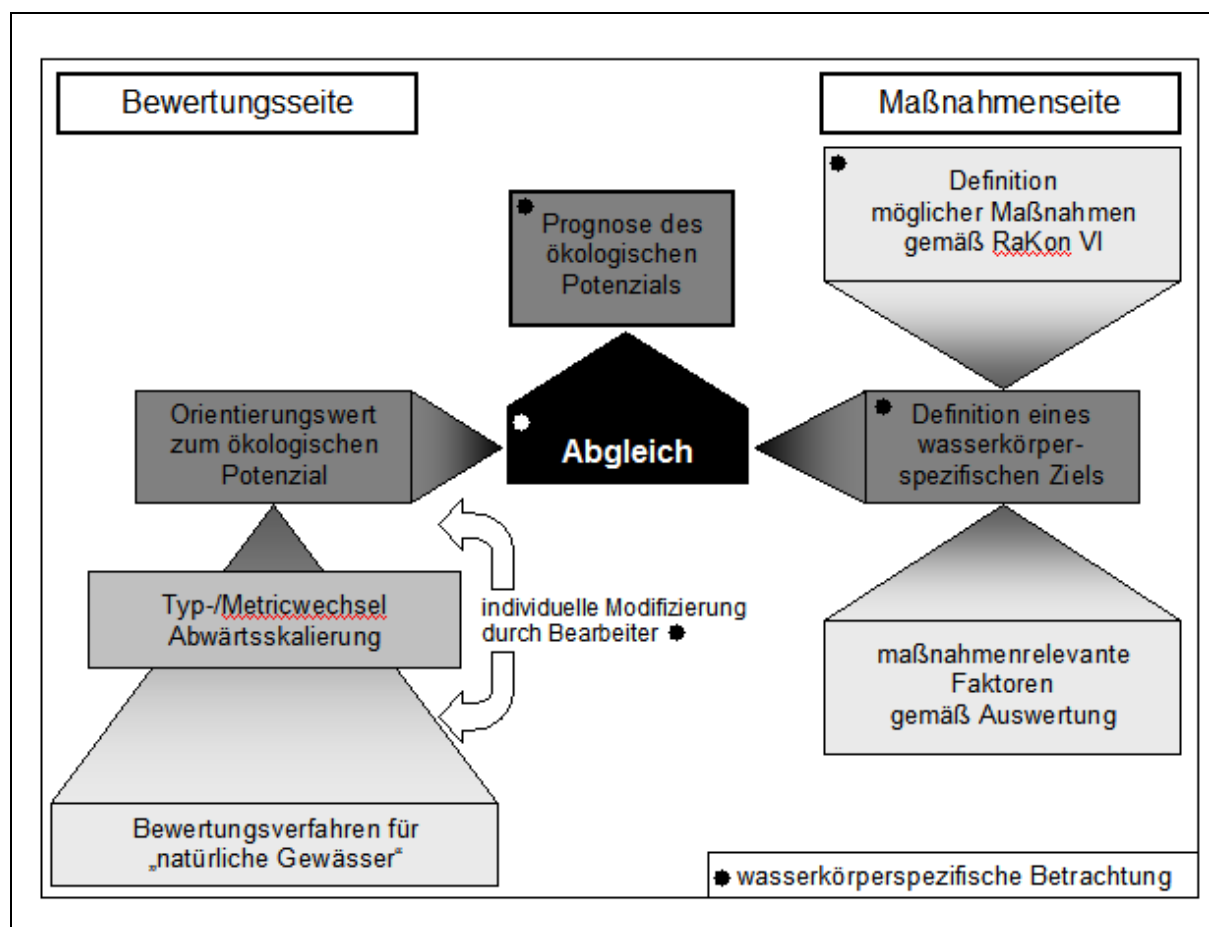 Bewertungsseite
Maßnahmenseite
Definition
möglicher Maßnahmen
gemäß RaKon VI
Prognose des
ökologischen
Potenzials
Orientierungswert
zum ökologischen
Potenzial
Abgleich
Definition eines
wasserkörper-
spezifischen Ziels
Typ-/Metricwechsel
Abwärtsskalierung
individuelle Modifizierung
durch Bearbeiter
maßnahmenrelevante
Faktoren
gemäß Auswertung
Bewertungsverfahren für
„natürliche Gewässer“
wasserkörperspezifische Betrachtung